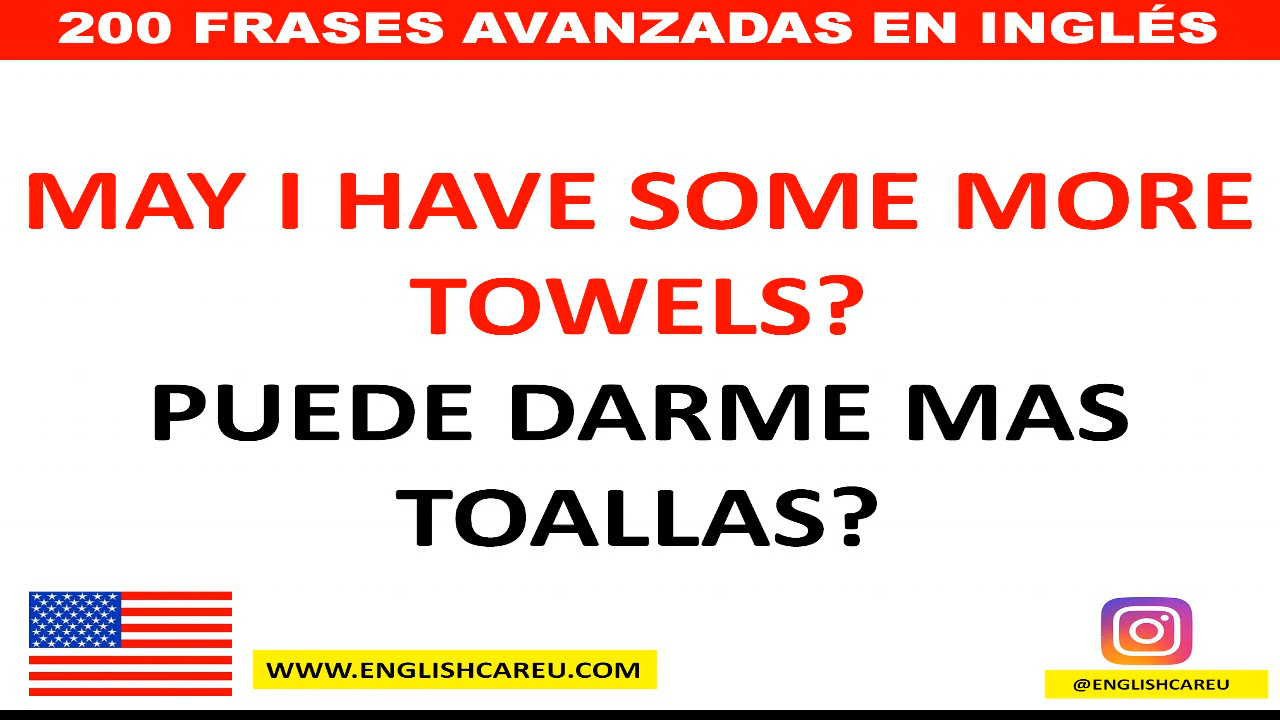 200 FRASES AVANZADAS EN INGLÉS
MAY I HAVE SOME MORE
TOWELS?
PUEDE DARME MAS
TOALLAS?
WWW.ENGLISHCAREU.COM
@ENGLISHCAREU